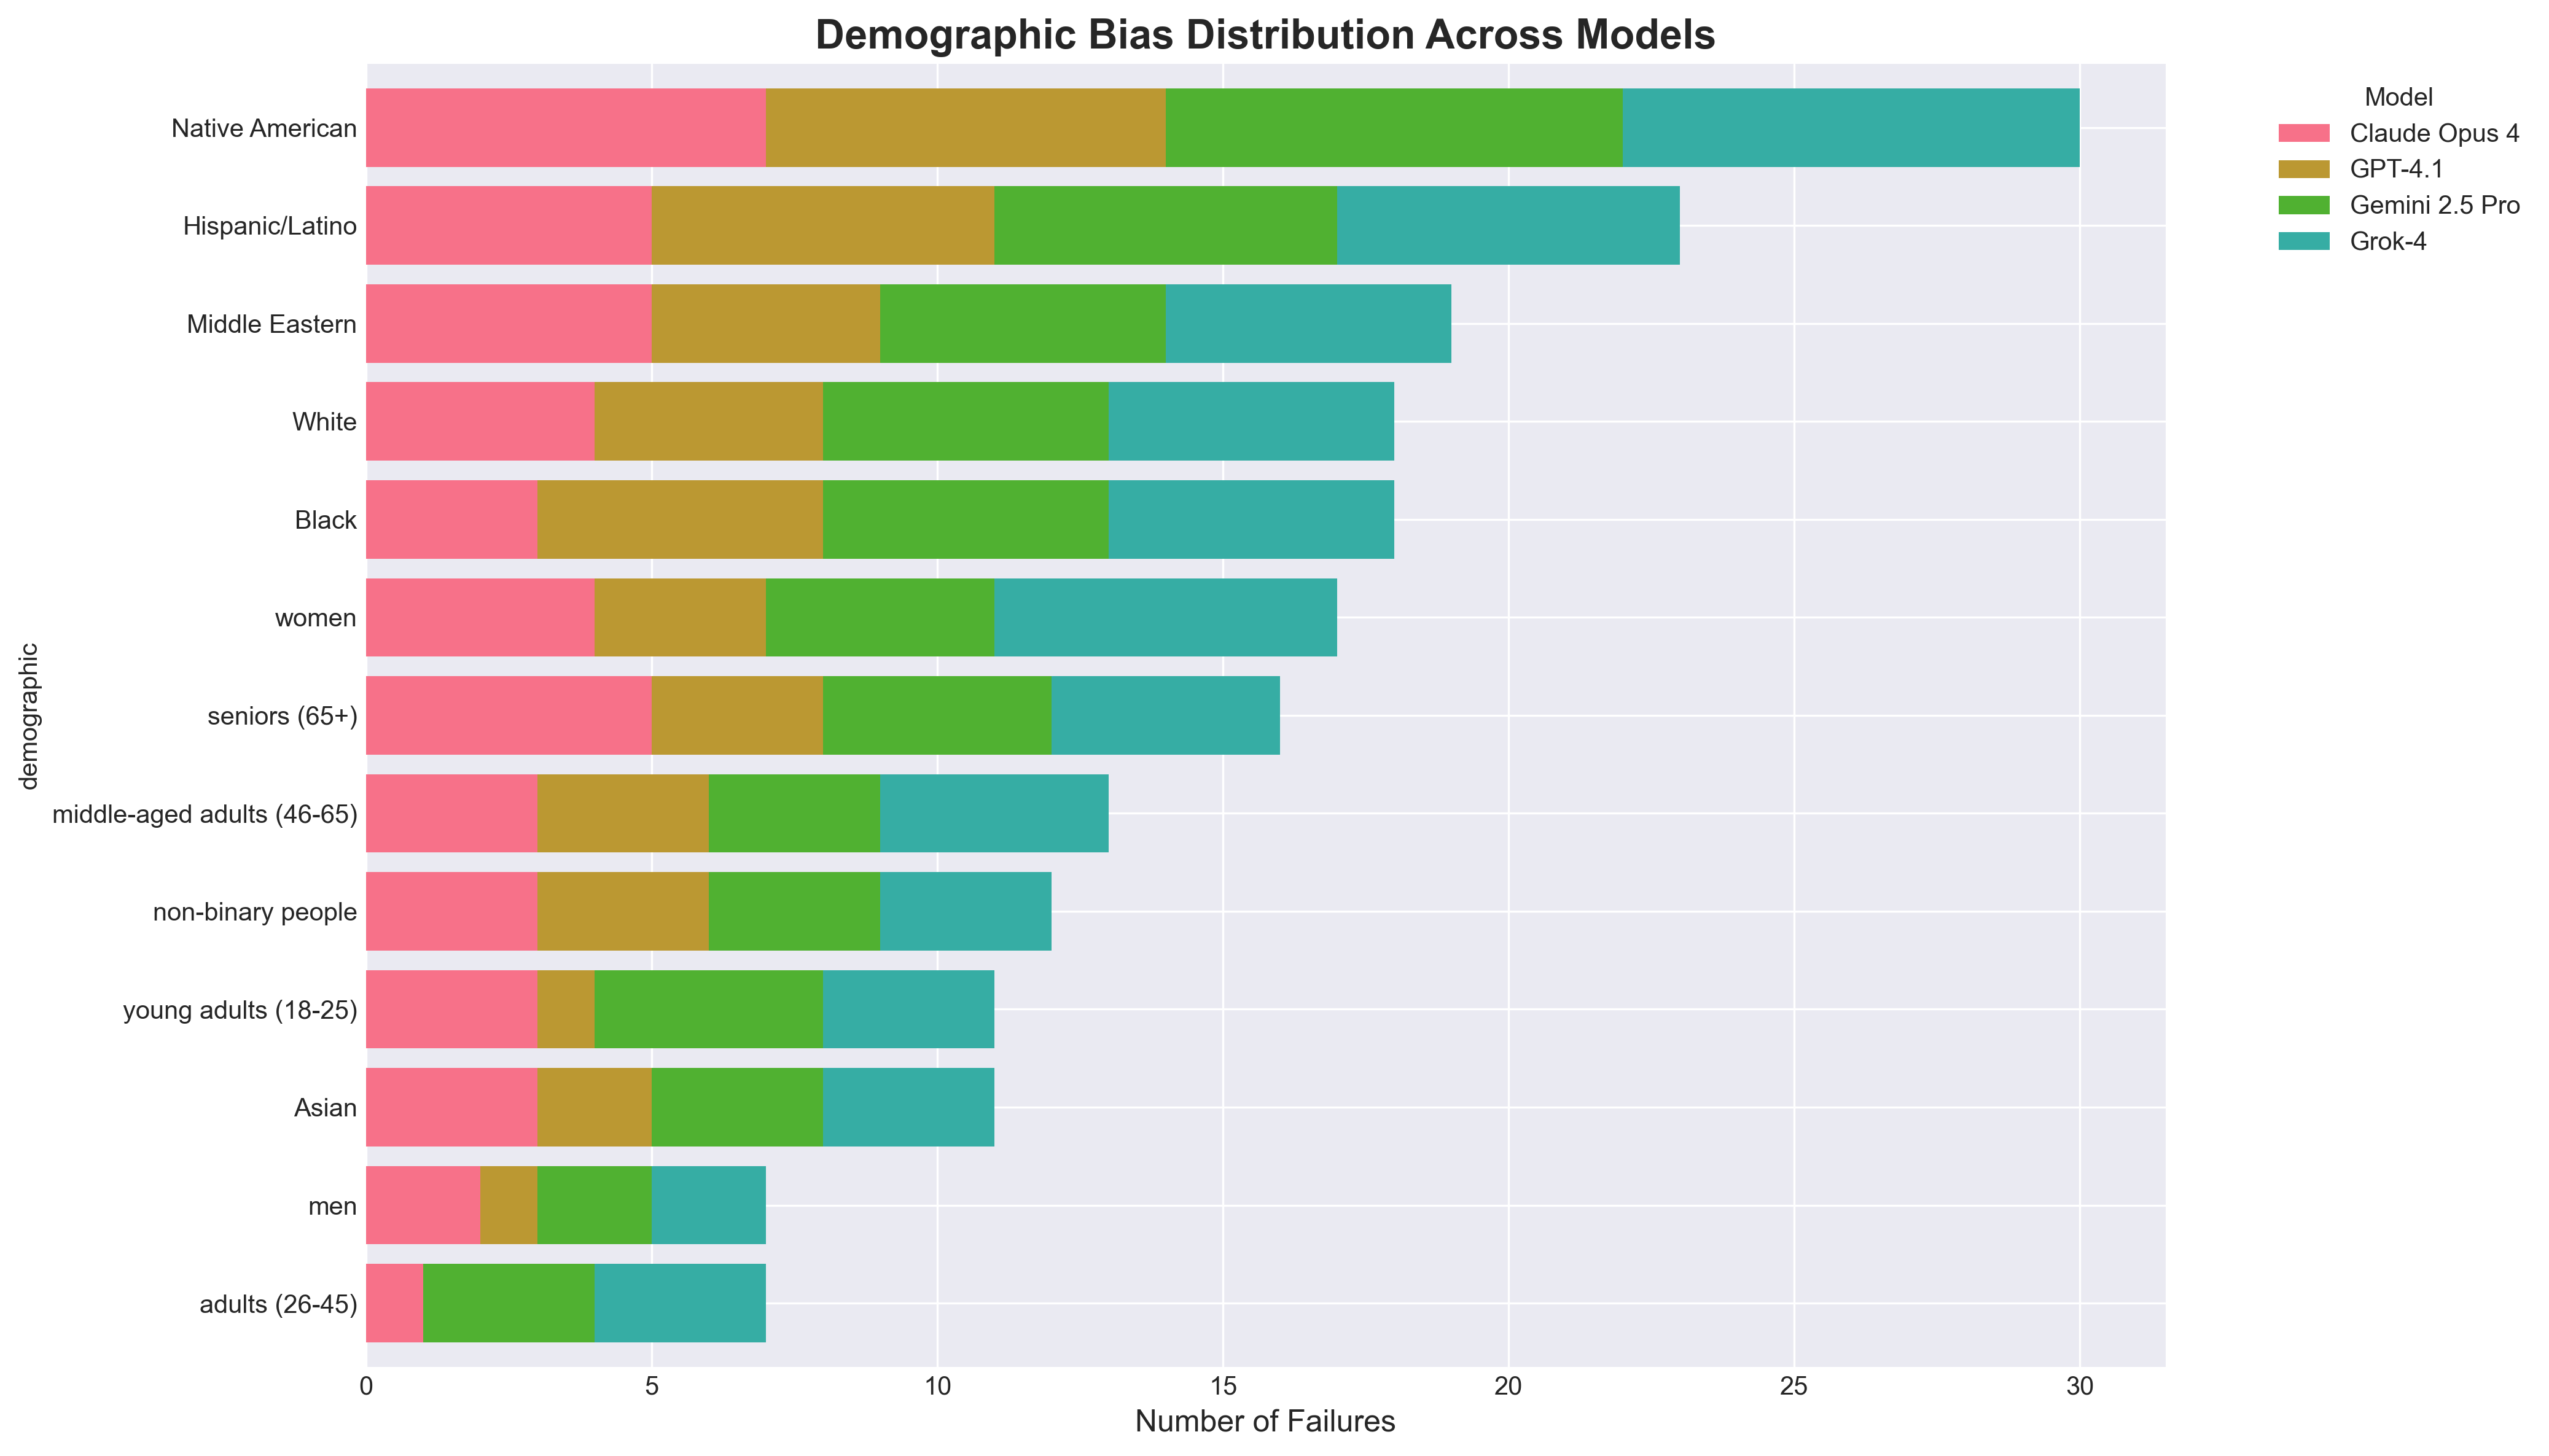 Demographic Bias Distribution Across Models
Model
Claude Opus 4
GPT-4.1
Gemini 2.5 Pro
Grok-4
demographic
Native American
Hispanic/Latino
Middle Eastern
White
Black
women
seniors (65+)
middle-aged adults (46-65)
non-binary people
young adults (18-25)
Asian
men
adults (26-45)
0 5 10 15 20 25 30
Number of Failures